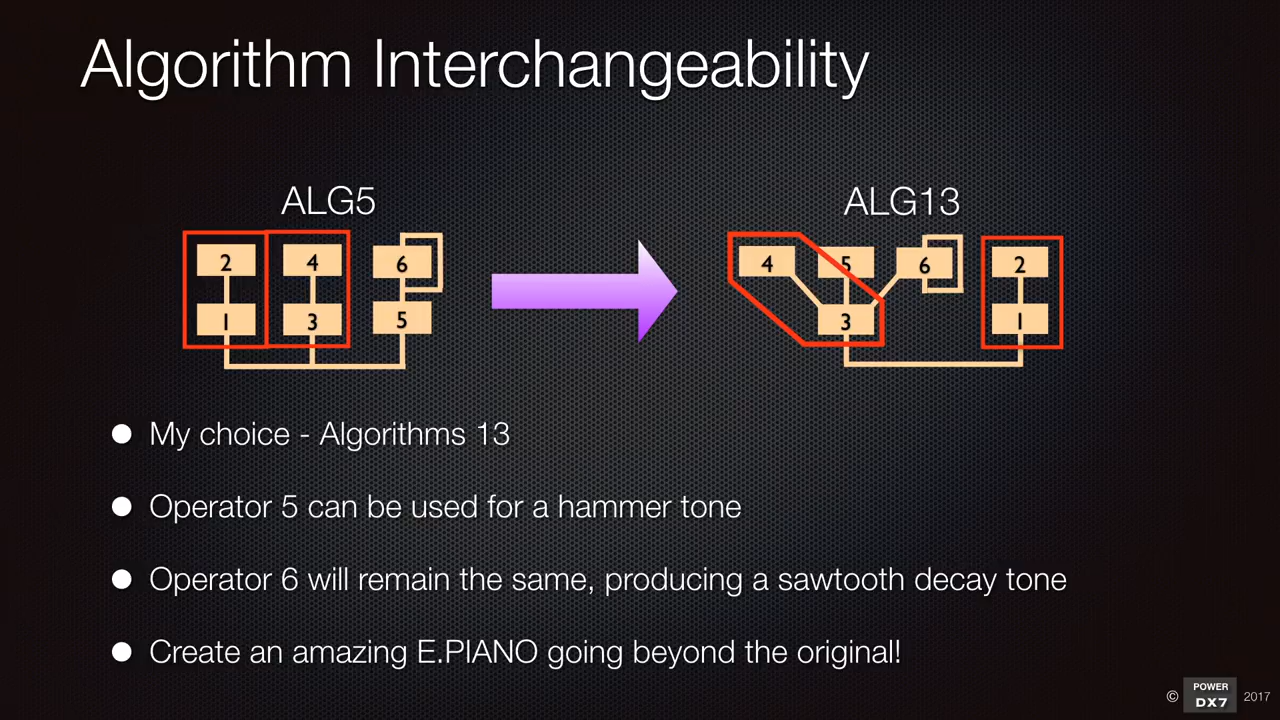 Algorithm Interchangeability
ALG5
ALG13
2 4 6
1 3 5
4 5 6 2
3 1
● My choice - Algorithms 13
● Operator 5 can be used for a hammer tone
● Operator 6 will remain the same, producing a sawtooth decay tone
● Create an amazing E.PIANO going beyond the original!
© POWER DX7 2017